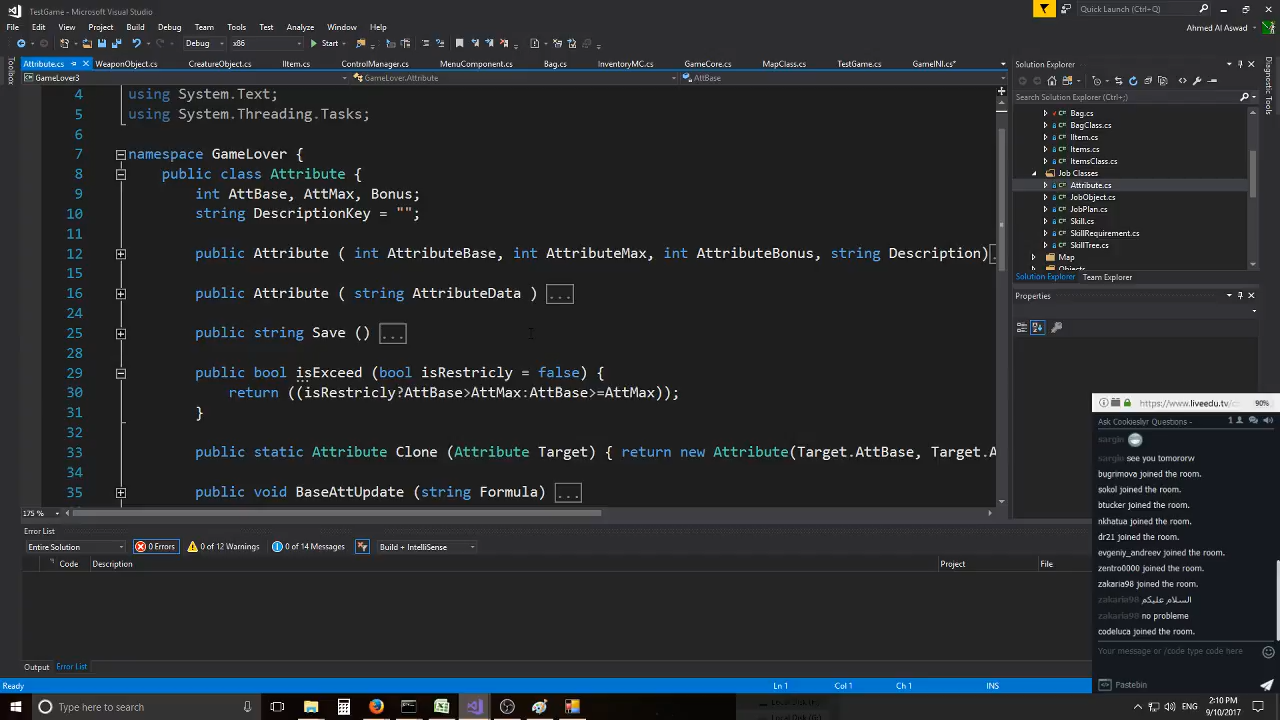 TestGame - Microsoft Visual Studio
Quick Launch (Ctrl+Q)
File Edit View Project Build Debug Team Tools Test Analyze Window Help
Ahmed Al Aswad
Debug x86 Start
Toolbox
Attribute.cs WeaponObject.cs CreatureObject.cs IItem.cs ControlManager.cs MenuComponent.cs Bag.cs InventoryMC.cs GameCore.cs MapClass.cs TestGame.cs GameINI.cs*
GameLover3 GameLover.Attribute AttBase
4 using System.Text;
5 using System.Threading.Tasks;
6
7 namespace GameLover {
8 public class Attribute {
9 int AttBase, AttMax, Bonus;
10 string DescriptionKey = "";
11
12 public Attribute ( int AttributeBase, int AttributeMax, int AttributeBonus, string Description)
15
16 public Attribute ( string AttributeData ) ...
24
25 public string Save () ...
28
29 public bool isExceed (bool isRestricly = false) {
30 return ((isRestricly?AttBase>AttMax:AttBase>=AttMax));
31 }
32
33 public static Attribute Clone (Attribute Target) { return new Attribute(Target.AttBase, Target.A
34
35 public void BaseAttUpdate (string Formula) ...
175 %
Solution Explorer
Search Solution Explorer (Ctrl+;)
Bag.cs
BagClass.cs
IItem.cs
Items.cs
ItemsClass.cs
Job Classes
Attribute.cs
JobObject.cs
JobPlan.cs
Skill.cs
SkillRequirement.cs
SkillTree.cs
Map
Objects
Solution Explorer Team Explorer
Properties
Diagnostic Tools
Error List
Entire Solution 0 Errors 0 of 12 Warnings 0 of 14 Messages Build + IntelliSense
Code Description Project File
Output Error List
Ready Ln 1 Col 1 Ch 1 INS
https://www.liveedu.tv/c 90%
Ask Cookieslyr Questions - 1
sargin
sargin see you tomororw
bugrimova joined the room.
sokol joined the room.
btucker joined the room.
nkhatua joined the room.
dr21 joined the room.
evgeniy_andreev joined the room.
zentro0000 joined the room.
zakaria98 joined the room.
zakaria98 السلام عليكم
zakaria98 no probleme
codeluca joined the room.
Your message or /code type code here
Pastebin
Type here to search
ENG
2:10 PM
9/10/2017